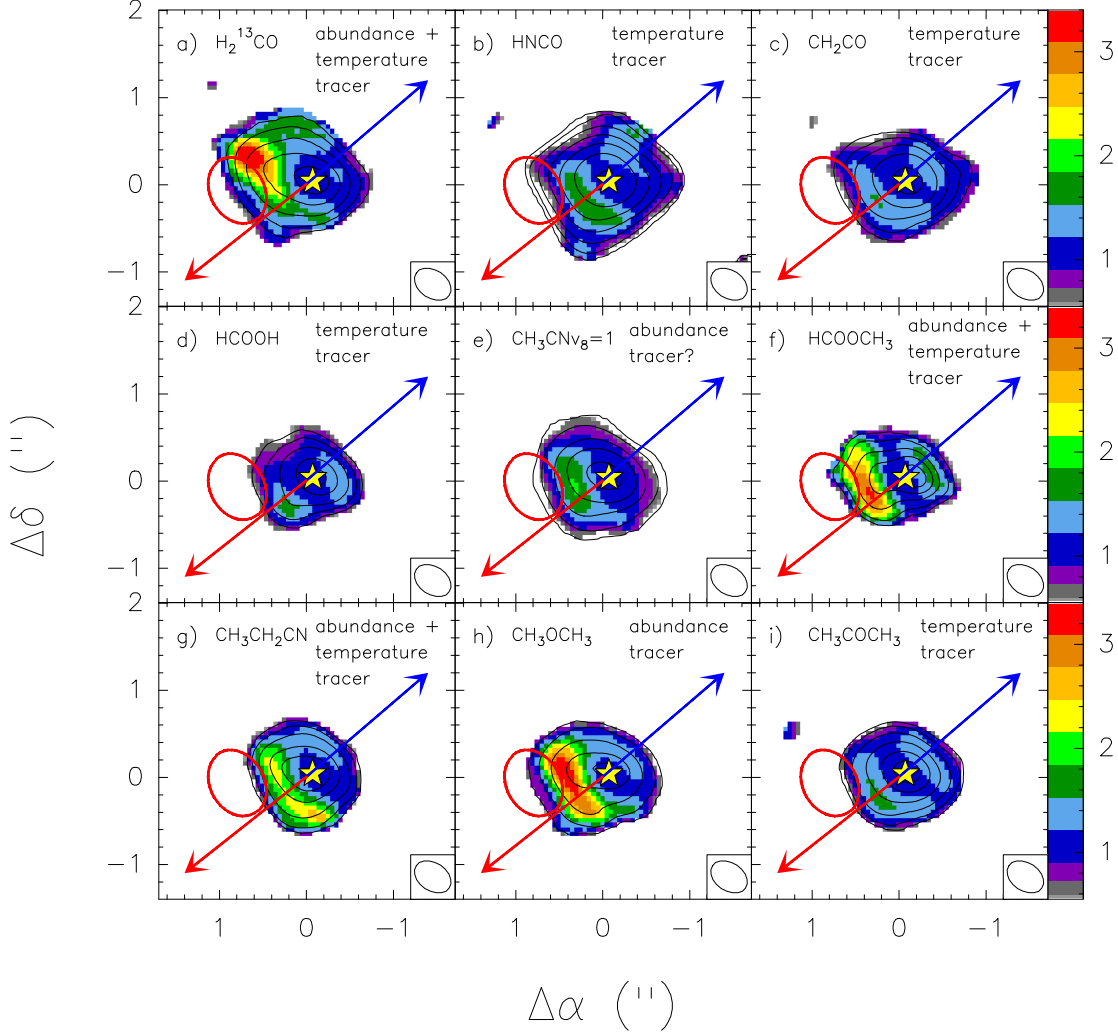 2
a) H₂¹³CO abundance +
temperature
tracer
b) HNCO temperature
tracer
c) CH₂CO temperature
tracer
3
1
2
0
1
−1
2
d) HCOOH temperature
tracer
e) CH₃CNv₈=1 abundance
tracer?
f) HCOOCH₃ abundance +
temperature
tracer
3
1
2
0
1
−1
2
g) CH₃CH₂CN abundance +
temperature
tracer
h) CH₃OCH₃ abundance
tracer
i) CH₃COCH₃ temperature
tracer
3
1
2
0
1
−1
1 0 −1 1 0 −1 1 0 −1
Δδ ('')
Δα ('')